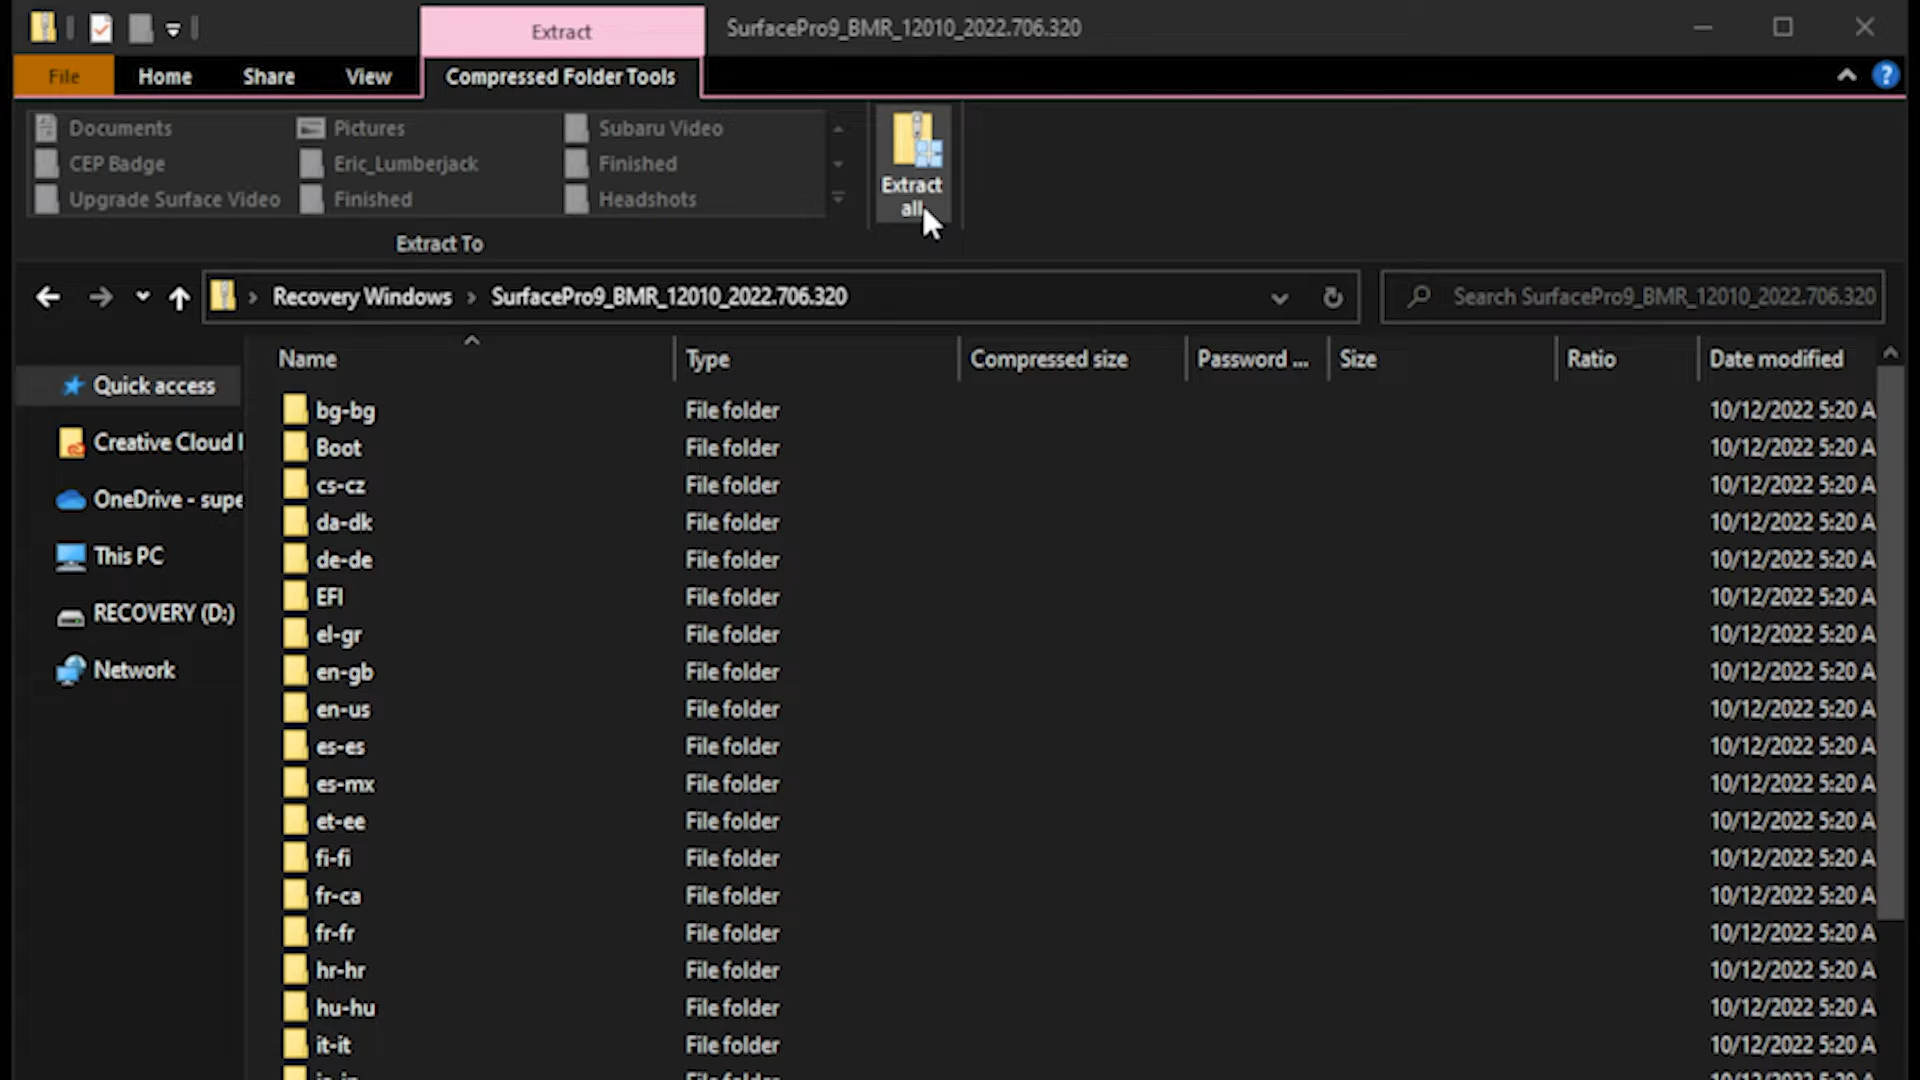 Extract
SurfacePro9_BMR_12010_2022.706.320
File
Home
Share
View
Compressed Folder Tools
?
Documents
Pictures
Subaru Video
CEP Badge
Eric_Lumberjack
Finished
Upgrade Surface Video
Finished
Headshots
Extract
all
Extract To
Recovery Windows
SurfacePro9_BMR_12010_2022.706.320
Search SurfacePro9_BMR_12010_2022.706.320
Name Type Compressed size Password ... Size Ratio Date modified
Quick access
Creative Cloud
OneDrive - supe
This PC
RECOVERY (D:)
Network
bg-bg File folder 10/12/2022 5:20 A
Boot File folder 10/12/2022 5:20 A
cs-cz File folder 10/12/2022 5:20 A
da-dk File folder 10/12/2022 5:20 A
de-de File folder 10/12/2022 5:20 A
EFI File folder 10/12/2022 5:20 A
el-gr File folder 10/12/2022 5:20 A
en-gb File folder 10/12/2022 5:20 A
en-us File folder 10/12/2022 5:20 A
es-es File folder 10/12/2022 5:20 A
es-mx File folder 10/12/2022 5:20 A
et-ee File folder 10/12/2022 5:20 A
fi-fi File folder 10/12/2022 5:20 A
fr-ca File folder 10/12/2022 5:20 A
fr-fr File folder 10/12/2022 5:20 A
hr-hr File folder 10/12/2022 5:20 A
hu-hu File folder 10/12/2022 5:20 A
it-it File folder 10/12/2022 5:20 A